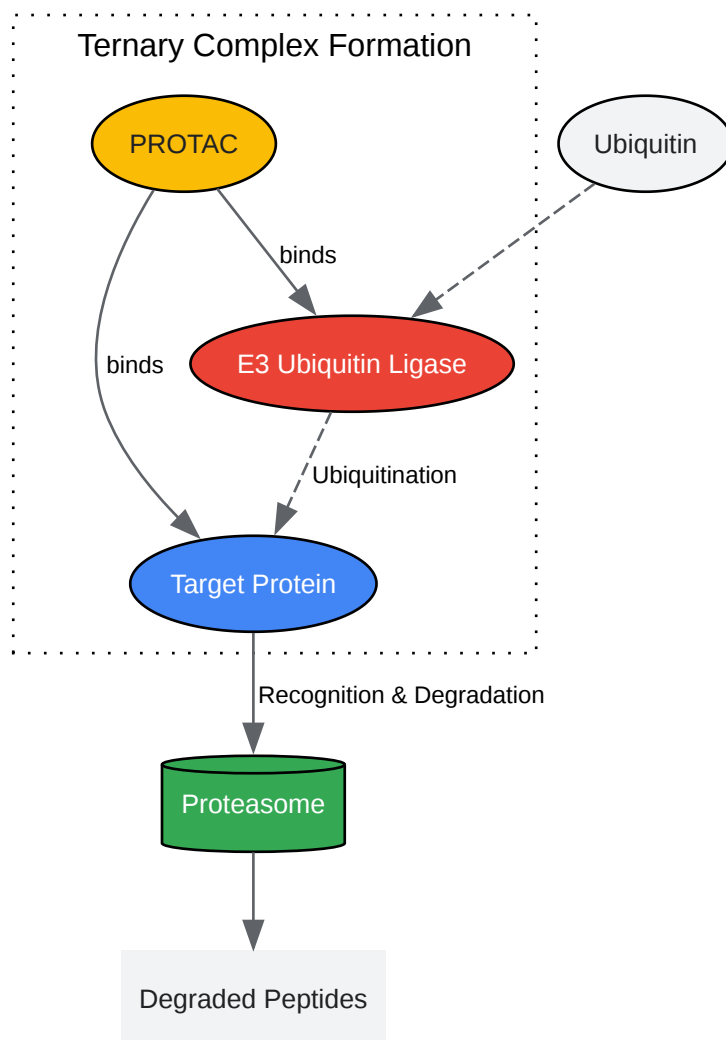 Ternary Complex Formation
PROTAC
Ubiquitin
binds
binds
E3 Ubiquitin Ligase
Ubiquitination
Target Protein
Recognition & Degradation
Proteasome
Degraded Peptides